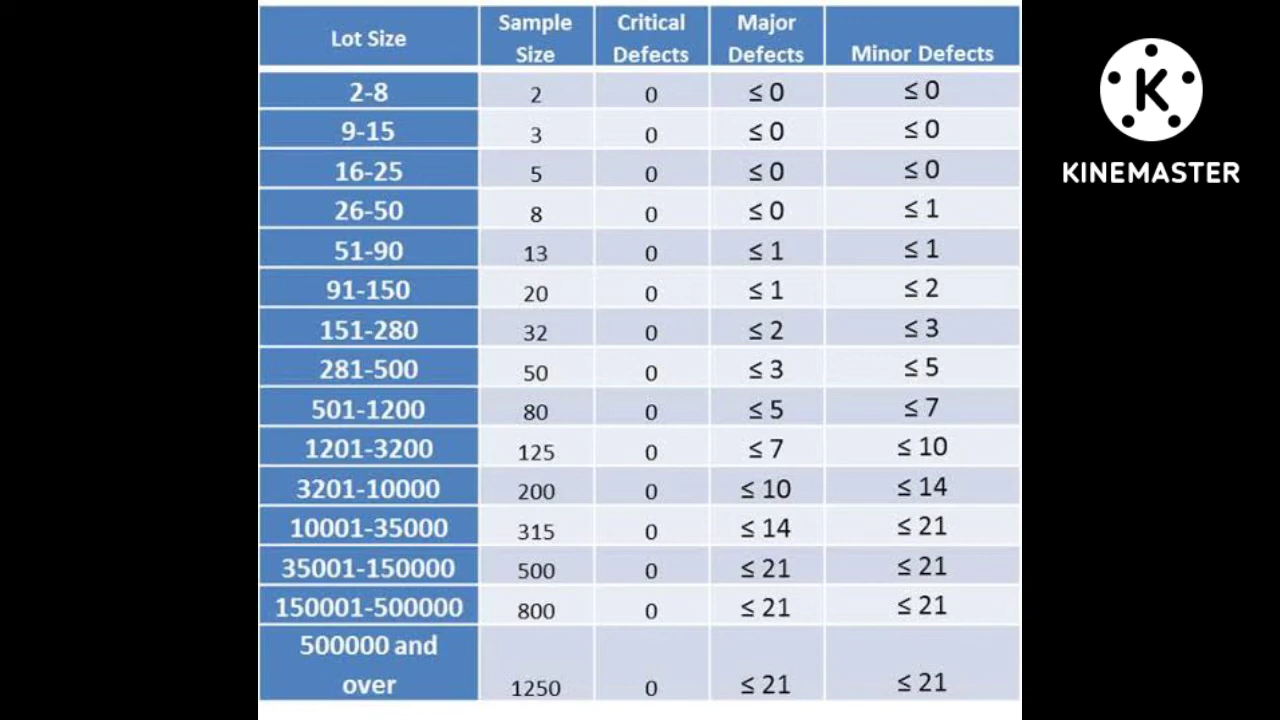 Lot Size Sample Size Critical Defects Major Defects Minor Defects
2-8 2 0 ≤ 0 ≤ 0
9-15 3 0 ≤ 0 ≤ 0
16-25 5 0 ≤ 0 ≤ 0
26-50 8 0 ≤ 0 ≤ 1
51-90 13 0 ≤ 1 ≤ 1
91-150 20 0 ≤ 1 ≤ 2
151-280 32 0 ≤ 2 ≤ 3
281-500 50 0 ≤ 3 ≤ 5
501-1200 80 0 ≤ 5 ≤ 7
1201-3200 125 0 ≤ 7 ≤ 10
3201-10000 200 0 ≤ 10 ≤ 14
10001-35000 315 0 ≤ 14 ≤ 21
35001-150000 500 0 ≤ 21 ≤ 21
150001-500000 800 0 ≤ 21 ≤ 21
500000 and over 1250 0 ≤ 21 ≤ 21
K
KINEMASTER